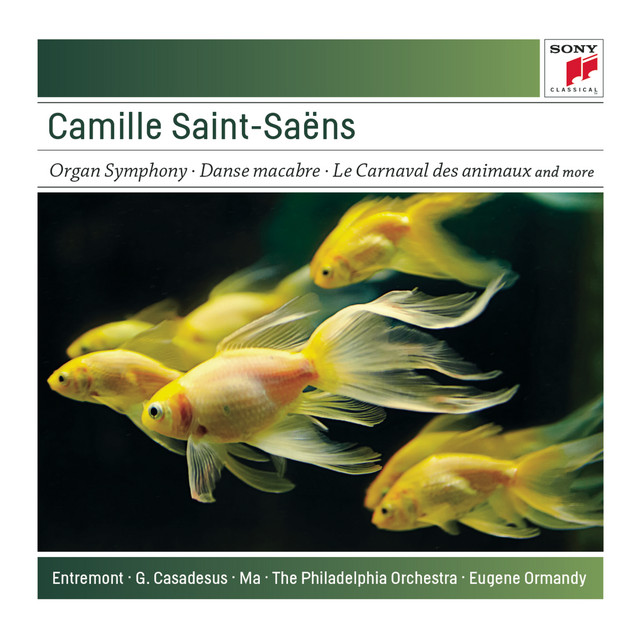 SONY
CLASSICAL
Camille Saint-Saëns
Organ Symphony · Danse macabre · Le Carnaval des animaux and more
Entremont · G. Casadesus · Ma · The Philadelphia Orchestra · Eugene Ormandy